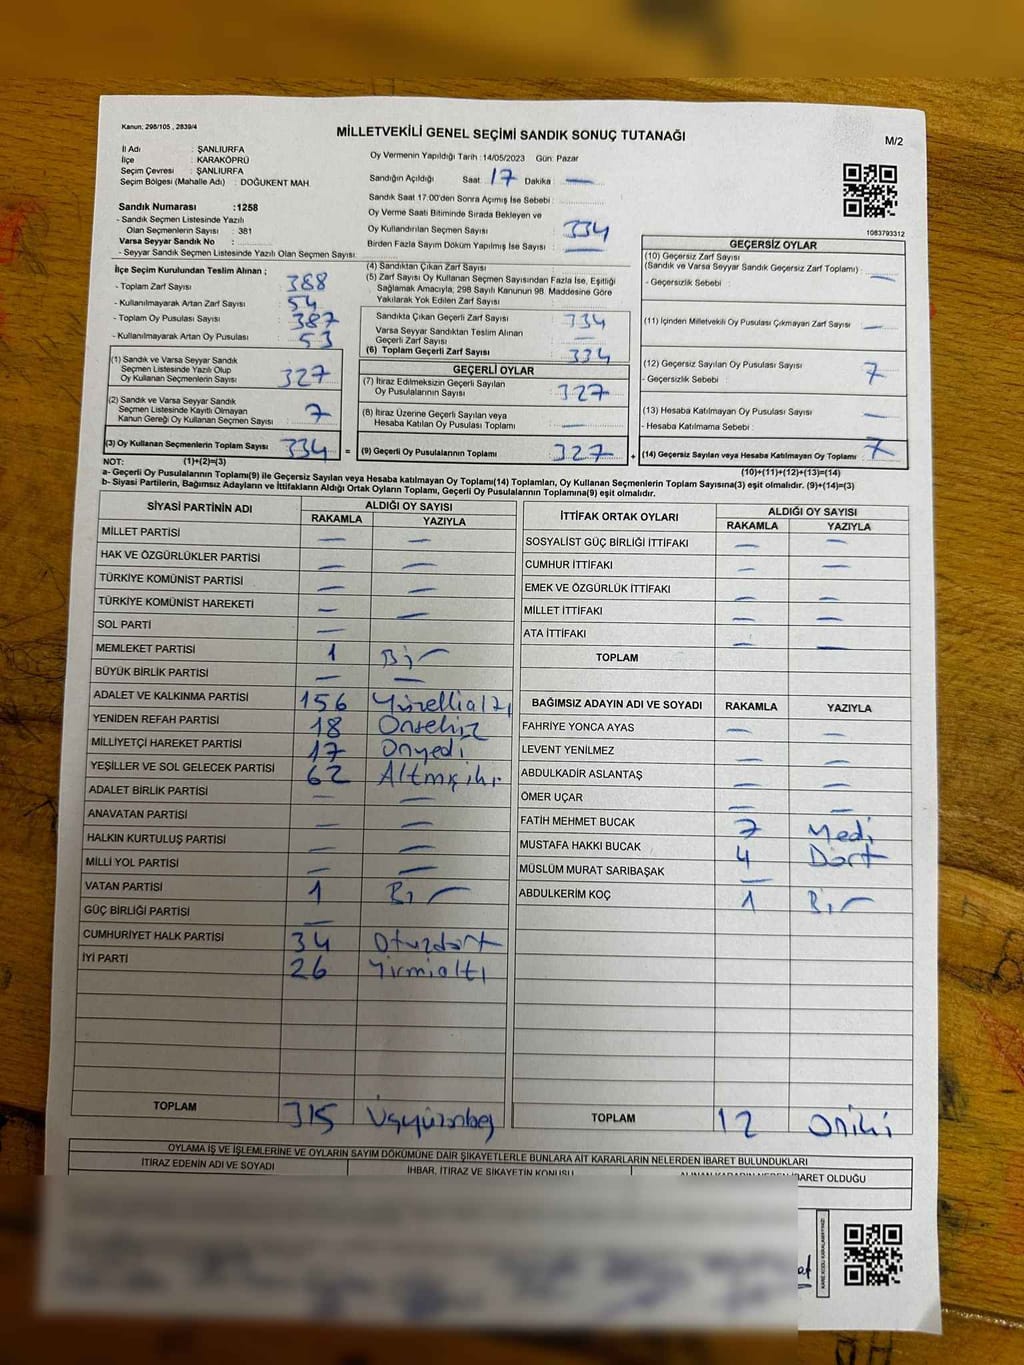 Kanun; 298/105 , 2839/4
MİLLETVEKİLİ GENEL SEÇİMİ SANDIK SONUÇ TUTANAĞI
M/2
İl Adı : ŞANLIURFA
İlçe : KARAKÖPRÜ
Seçim Çevresi : ŞANLIURFA
Seçim Bölgesi (Mahalle Adı) : DOĞUKENT MAH.
Oy Vermenin Yapıldığı Tarih :14/05/2023 Gün: Pazar
Sandığın Açıldığı Saat 17 Dakika : —
Sandık Saat 17:00'den Sonra Açımış İse Sebebi :
Oy Verme Saati Bitiminde Sırada Bekleyen ve
Oy Kullandırılan Seçmen Sayısı : 334
Birden Fazla Sayım Döküm Yapılmış İse Sayısı : —
Sandık Numarası :1258
- Sandık Seçmen Listesinde Yazılı
Olan Seçmenlerin Sayısı : 381
Varsa Seyyar Sandık No :
- Seyyar Sandık Seçmen Listesinde Yazılı Olan Seçmen Sayısı:
1083793312
İlçe Seçim Kurulundan Teslim Alınan ;
- Toplam Zarf Sayısı : 388
- Kullanılmayarak Artan Zarf Sayısı : 54
- Toplam Oy Pusulası Sayısı : 387
- Kullanılmayarak Artan Oy Pusulası : 53
(1) Sandık ve Varsa Seyyar Sandık
Seçmen Listesinde Yazılı Olup
Oy Kullanan Seçmenlerin Sayısı : 327
(2) Sandık ve Varsa Seyyar Sandık
Seçmen Listesinde Kayıtlı Olmayan
Kanun Gereği Oy Kullanan Seçmen Sayısı : 7
(3) Oy Kullanan Seçmenlerin Toplam Sayısı 334 =
(4) Sandıktan Çıkan Zarf Sayısı :
(5) Zarf Sayısı Oy Kullanan Seçmen Sayısından Fazla İse, Eşitliği
Sağlamak Amacıyla, 298 Sayılı Kanunun 98. Maddesine Göre
Yakılarak Yok Edilen Zarf Sayısı :
Sandıkta Çıkan Geçerli Zarf Sayısı : 334
Varsa Seyyar Sandıktan Teslim Alınan
Geçerli Zarf Sayısı : —
(6) Toplam Geçerli Zarf Sayısı : 334
GEÇERLİ OYLAR
(7) İtiraz Edilmeksizin Geçerli Sayılan
Oy Pusulalarının Sayısı : 327
(8) İtiraz Üzerine Geçerli Sayılan veya
Hesaba Katılan Oy Pusulası Toplamı : —
(9) Geçerli Oy Pusulalarının Toplamı 327 +
GEÇERSİZ OYLAR
(10) Geçersiz Zarf Sayısı
(Sandık ve Varsa Seyyar Sandık Geçersiz Zarf Toplamı) : —
- Geçersizlik Sebebi :
(11) İçinden Milletvekili Oy Pusulası Çıkmayan Zarf Sayısı : —
(12) Geçersiz Sayılan Oy Pusulası Sayısı : 7
- Geçersizlik Sebebi :
(13) Hesaba Katılmayan Oy Pusulası Sayısı : —
- Hesaba Katılmama Sebebi :
(14) Geçersiz Sayılan veya Hesaba Katılmayan Oy Toplamı : 7
NOT: (1)+(2)=(3)
(10)+(11)+(12)+(13)=(14)
a- Geçerli Oy Pusulalarının Toplamı(9) ile Geçersiz Sayılan veya Hesaba Katılmayan Oy Toplamı(14) Toplamları, Oy Kullanan Seçmenlerin Toplam Sayısına(3) eşit olmalıdır. (9)+(14)=(3)
b- Siyasi Partilerin, Bağımsız Adayların ve İttifakların Aldığı Ortak Oyların Toplamı, Geçerli Oy Pusulalarının Toplamına(9) eşit olmalıdır.
SİYASİ PARTİNİN ADI ALDIĞI OY SAYISI
RAKAMLA YAZIYLA
MİLLET PARTİSİ — —
HAK VE ÖZGÜRLÜKLER PARTİSİ — —
TÜRKİYE KOMÜNİST PARTİSİ — —
TÜRKİYE KOMÜNİST HAREKETİ — —
SOL PARTİ —
MEMLEKET PARTİSİ 1 Bir
BÜYÜK BİRLİK PARTİSİ — —
ADALET VE KALKINMA PARTİSİ 156 Yüzellialtı
YENİDEN REFAH PARTİSİ 18 Onsekiz
MİLLİYETÇİ HAREKET PARTİSİ 17 Onyedi
YEŞİLLER VE SOL GELECEK PARTİSİ 62 Altmışiki
ADALET BİRLİK PARTİSİ — —
ANAVATAN PARTİSİ — —
HALKIN KURTULUŞ PARTİSİ — —
MİLLİ YOL PARTİSİ — —
VATAN PARTİSİ 1 Bir
GÜÇ BİRLİĞİ PARTİSİ —
CUMHURİYET HALK PARTİSİ 34 Otuzdört
İYİ PARTİ 26 Yirmialtı
TOPLAM 315 Üçyüzonbeş
İTTİFAK ORTAK OYLARI ALDIĞI OY SAYISI
RAKAMLA YAZIYLA
SOSYALİST GÜÇ BİRLİĞİ İTTİFAKI — —
CUMHUR İTTİFAKI — —
EMEK VE ÖZGÜRLÜK İTTİFAKI — —
MİLLET İTTİFAKI — —
ATA İTTİFAKI — —
TOPLAM
BAĞIMSIZ ADAYIN ADI VE SOYADI RAKAMLA YAZIYLA
FAHRİYE YONCA AYAS — —
LEVENT YENİLMEZ — —
ABDULKADİR ASLANTAŞ — —
ÖMER UÇAR — —
FATİH MEHMET BUCAK 7 Yedi
MUSTAFA HAKKI BUCAK 4 Dört
MÜSLÜM MURAT SARIBAŞAK —
ABDULKERİM KOÇ 1 Bir
TOPLAM 12 Oniki
OYLAMA İŞ VE İŞLEMLERİNE VE OYLARIN SAYIM DÖKÜMÜNE DAİR ŞİKAYETLERLE BUNLARA AİT KARARLARIN NELERDEN İBARET BULUNDUKLARI
İTİRAZ EDENİN ADI VE SOYADI İHBAR, İTİRAZ VE ŞİKAYETİN KONUSU ALINAN KARARIN NEDEN İBARET OLDUĞU